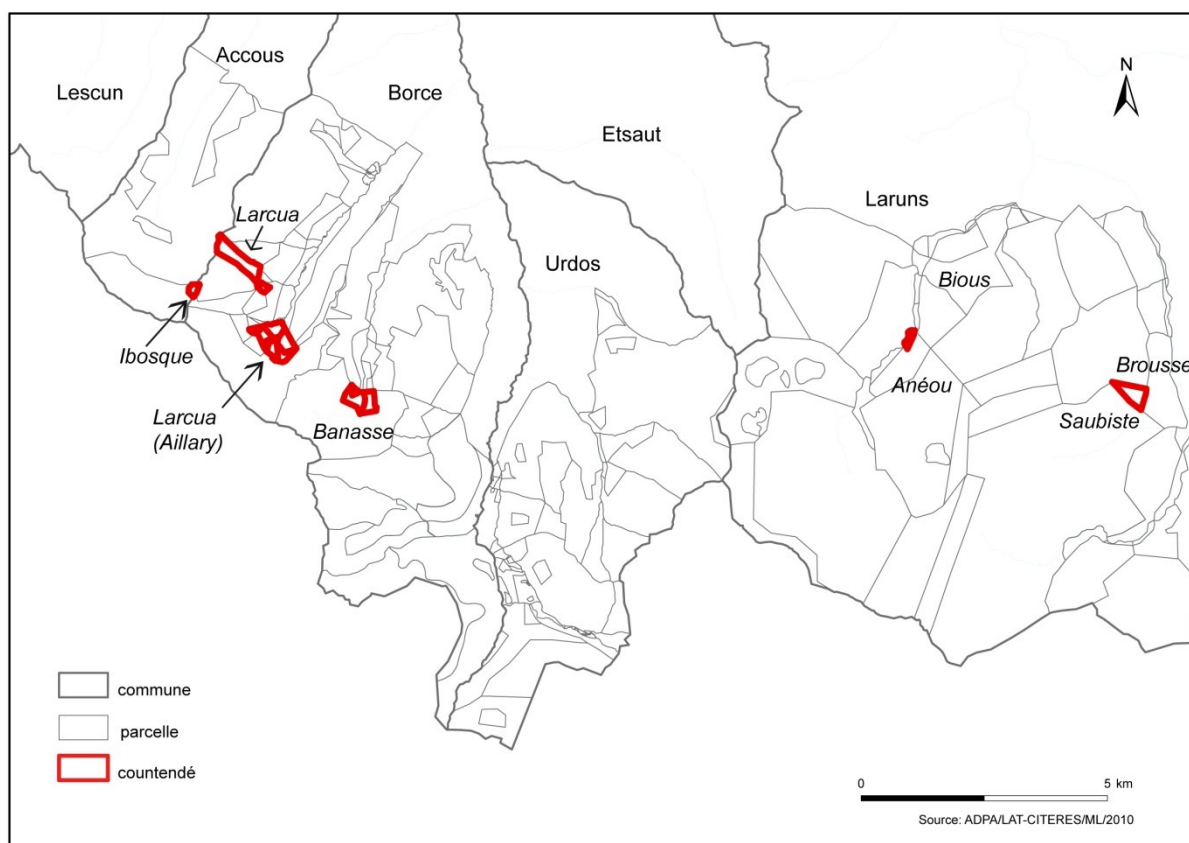 Accous
Lescun
Borce
Etsaut
N
Laruns
Larcua
Urdos
Bious
Ibosque
Larcua
(Aillary)
Banasse
Anéou
Brousse
Saubiste
commune
parcelle
countendé
0
5 km
Source: ADPA/LAT-CITERES/ML/2010